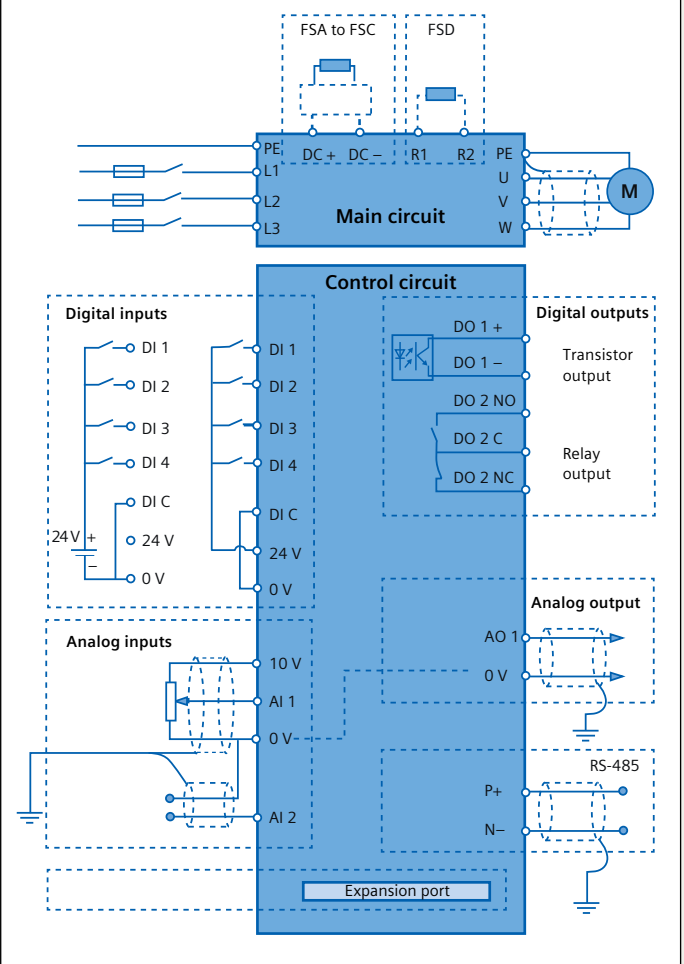 FSA to FSC
FSD
DC + DC −
R1 R2
PE
L1
L2
L3
PE
U
V
W
Main circuit
M
Control circuit
Digital inputs
DI 1
DI 2
DI 3
DI 4
DI C
24 V
0 V
24 V +
−
DI 1
DI 2
DI 3
DI 4
DI C
24 V
0 V
Digital outputs
DO 1 +
DO 1 −
Transistor
output
DO 2 NO
DO 2 C
DO 2 NC
Relay
output
Analog inputs
10 V
AI 1
0 V
AI 2
Analog output
AO 1
0 V
RS-485
P+
N−
Expansion port